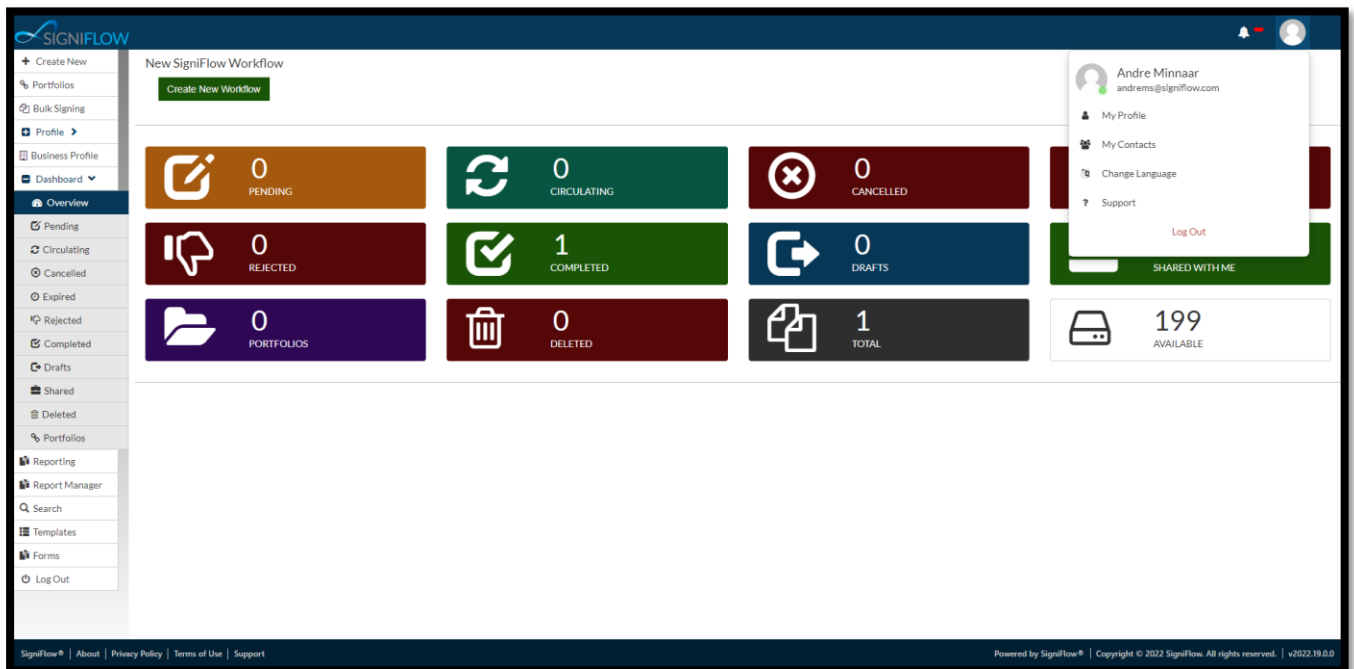 SIGNIFLOW
Create New
Portfolios
Bulk Signing
Profile
Business Profile
Dashboard
Overview
Pending
Circulating
Cancelled
Expired
Rejected
Completed
Drafts
Shared
Deleted
Portfolios
Reporting
Report Manager
Search
Templates
Forms
Log Out
New SigniFlow Workflow
Create New Workflow
0
PENDING
0
CIRCULATING
0
CANCELLED
0
REJECTED
1
COMPLETED
0
DRAFTS
SHARED WITH ME
0
PORTFOLIOS
0
DELETED
1
TOTAL
199
AVAILABLE
Andre Minnaar
andrems@signiflow.com
My Profile
My Contacts
Change Language
? Support
Log Out
SigniFlow® | About | Privacy Policy | Terms of Use | Support
Powered by SigniFlow® | Copyright © 2022 SigniFlow. All rights reserved. | v2022.19.0.0